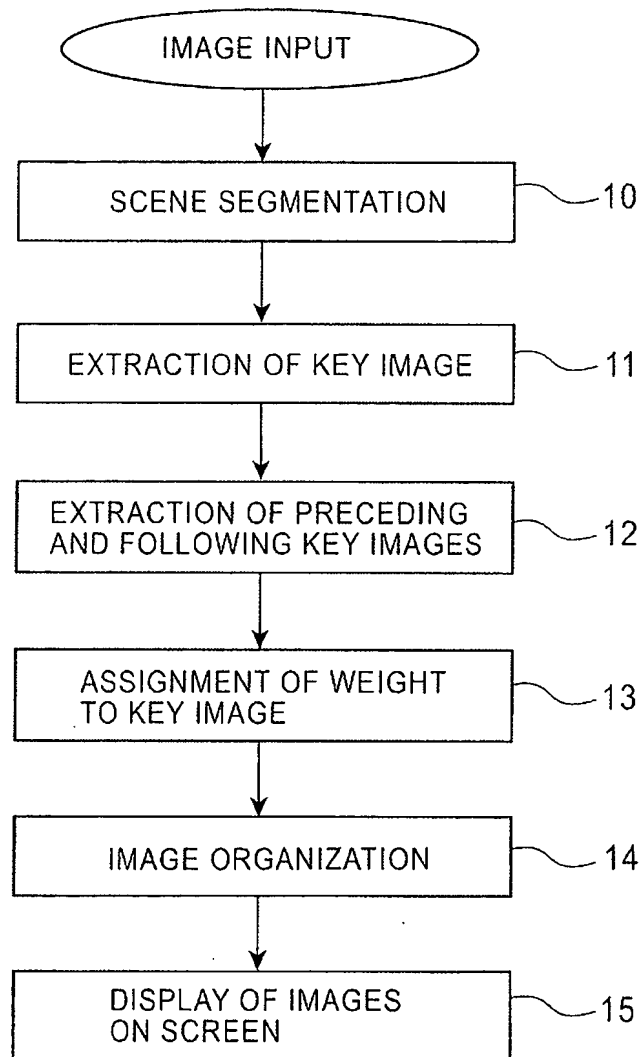 IMAGE INPUT
SCENE SEGMENTATION
10
EXTRACTION OF KEY IMAGE
11
EXTRACTION OF PRECEDING
AND FOLLOWING KEY IMAGES
12
ASSIGNMENT OF WEIGHT
TO KEY IMAGE
13
IMAGE ORGANIZATION
14
DISPLAY OF IMAGES
ON SCREEN
15